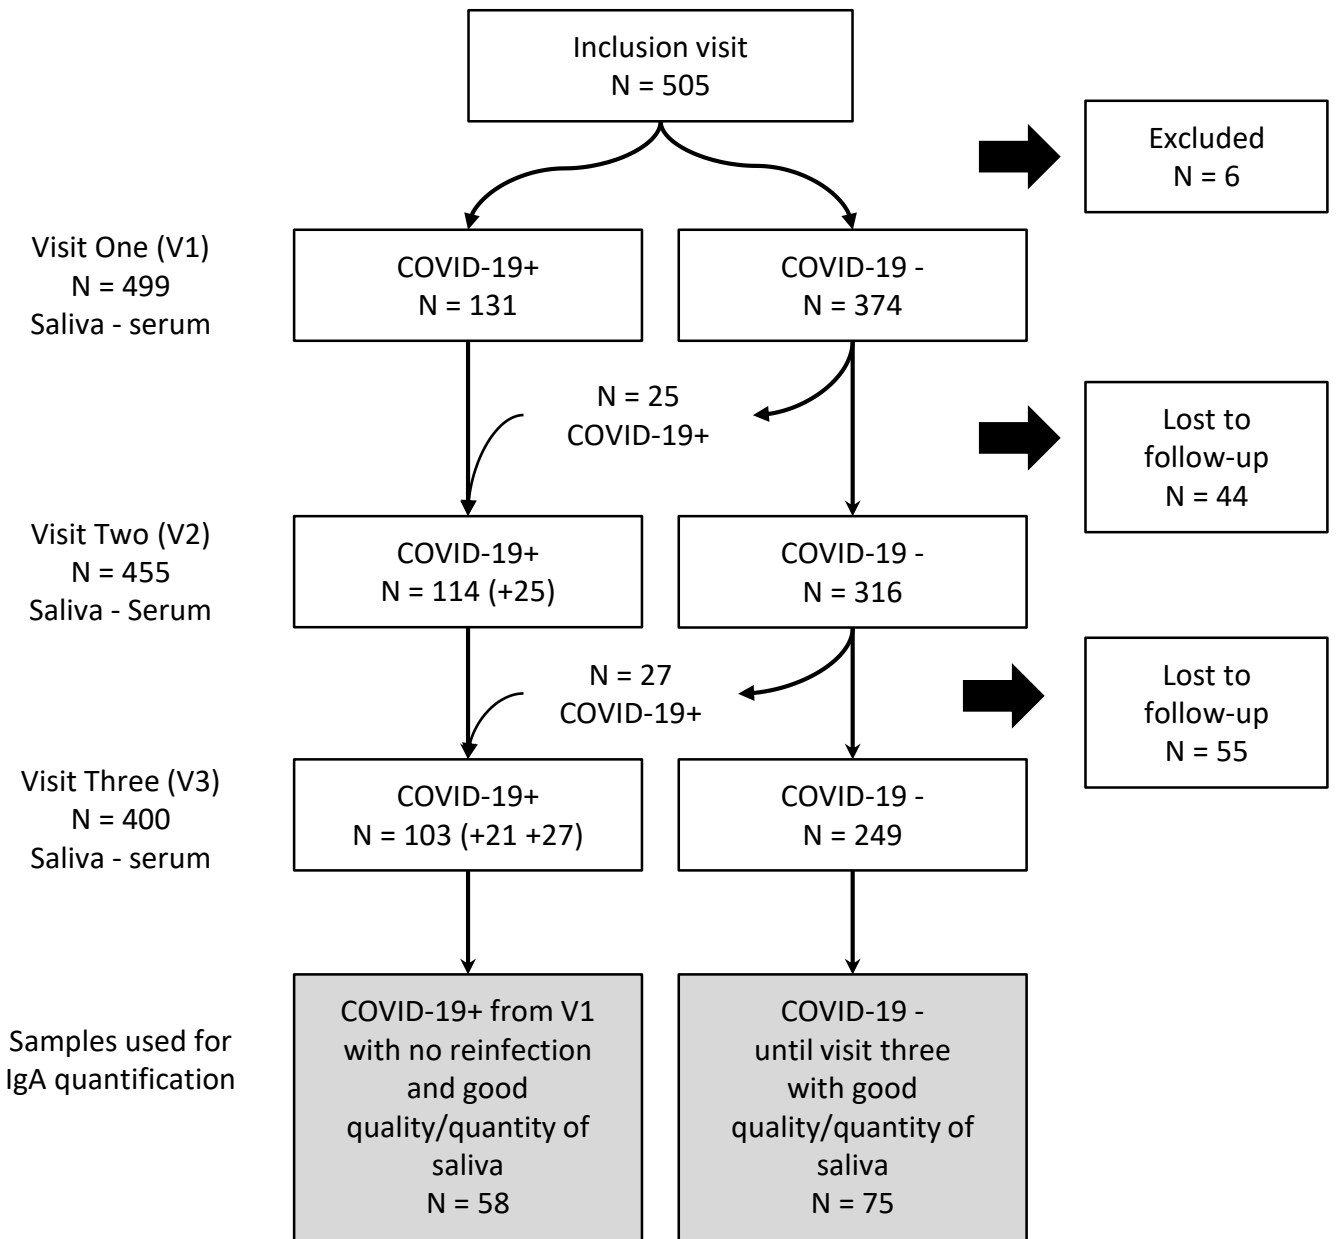 Inclusion visit
N = 505
Excluded
N = 6
Visit One (V1)
N = 499
Saliva - serum
COVID-19+
N = 131
COVID-19 -
N = 374
N = 25
COVID-19+
Lost to
follow-up
N = 44
Visit Two (V2)
N = 455
Saliva - Serum
COVID-19+
N = 114 (+25)
COVID-19 -
N = 316
N = 27
COVID-19+
Lost to
follow-up
N = 55
Visit Three (V3)
N = 400
Saliva - serum
COVID-19+
N = 103 (+21 +27)
COVID-19 -
N = 249
Samples used for
IgA quantification
COVID-19+ from V1
with no reinfection
and good
quality/quantity of
saliva
N = 58
COVID-19 -
until visit three
with good
quality/quantity of
saliva
N = 75